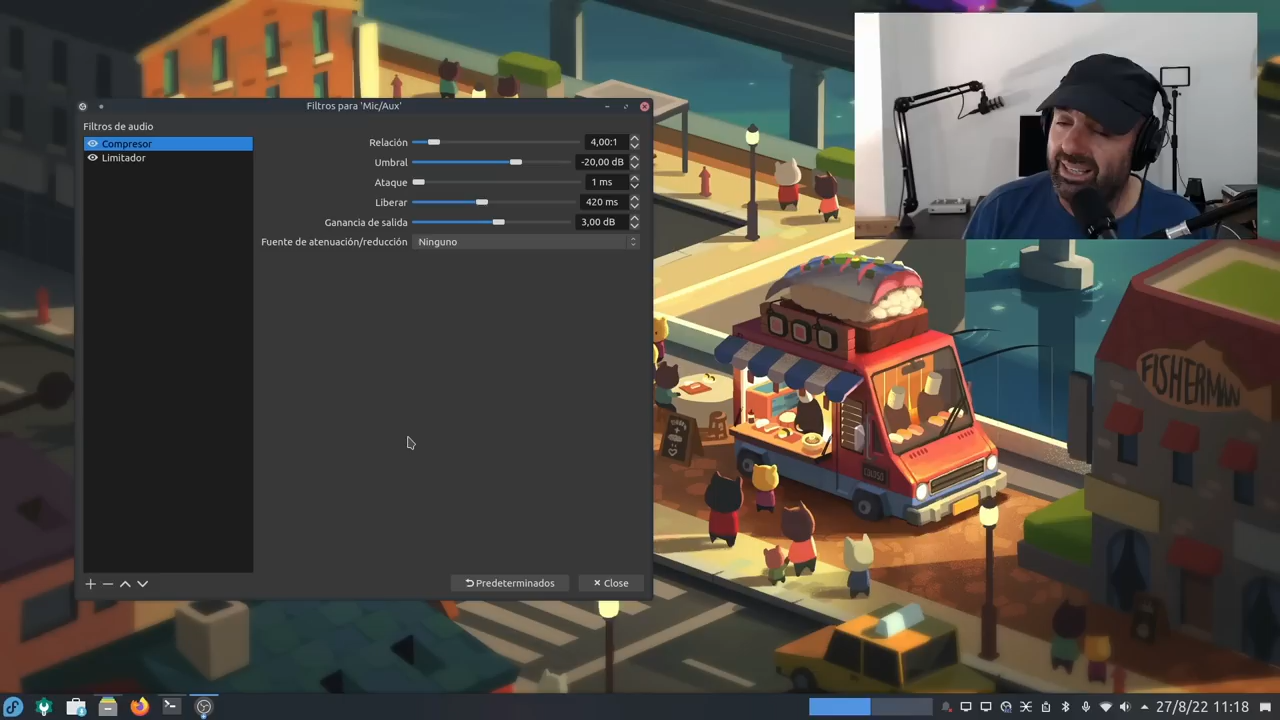 Filtros para 'Mic/Aux'
Filtros de audio
Compresor
Limitador
Relación 4,00:1
Umbral -20,00 dB
Ataque 1 ms
Liberar 420 ms
Ganancia de salida 3,00 dB
Fuente de atenuación/reducción Ninguno
Predeterminados
Close
FISHERMAN
27/8/22 11:18